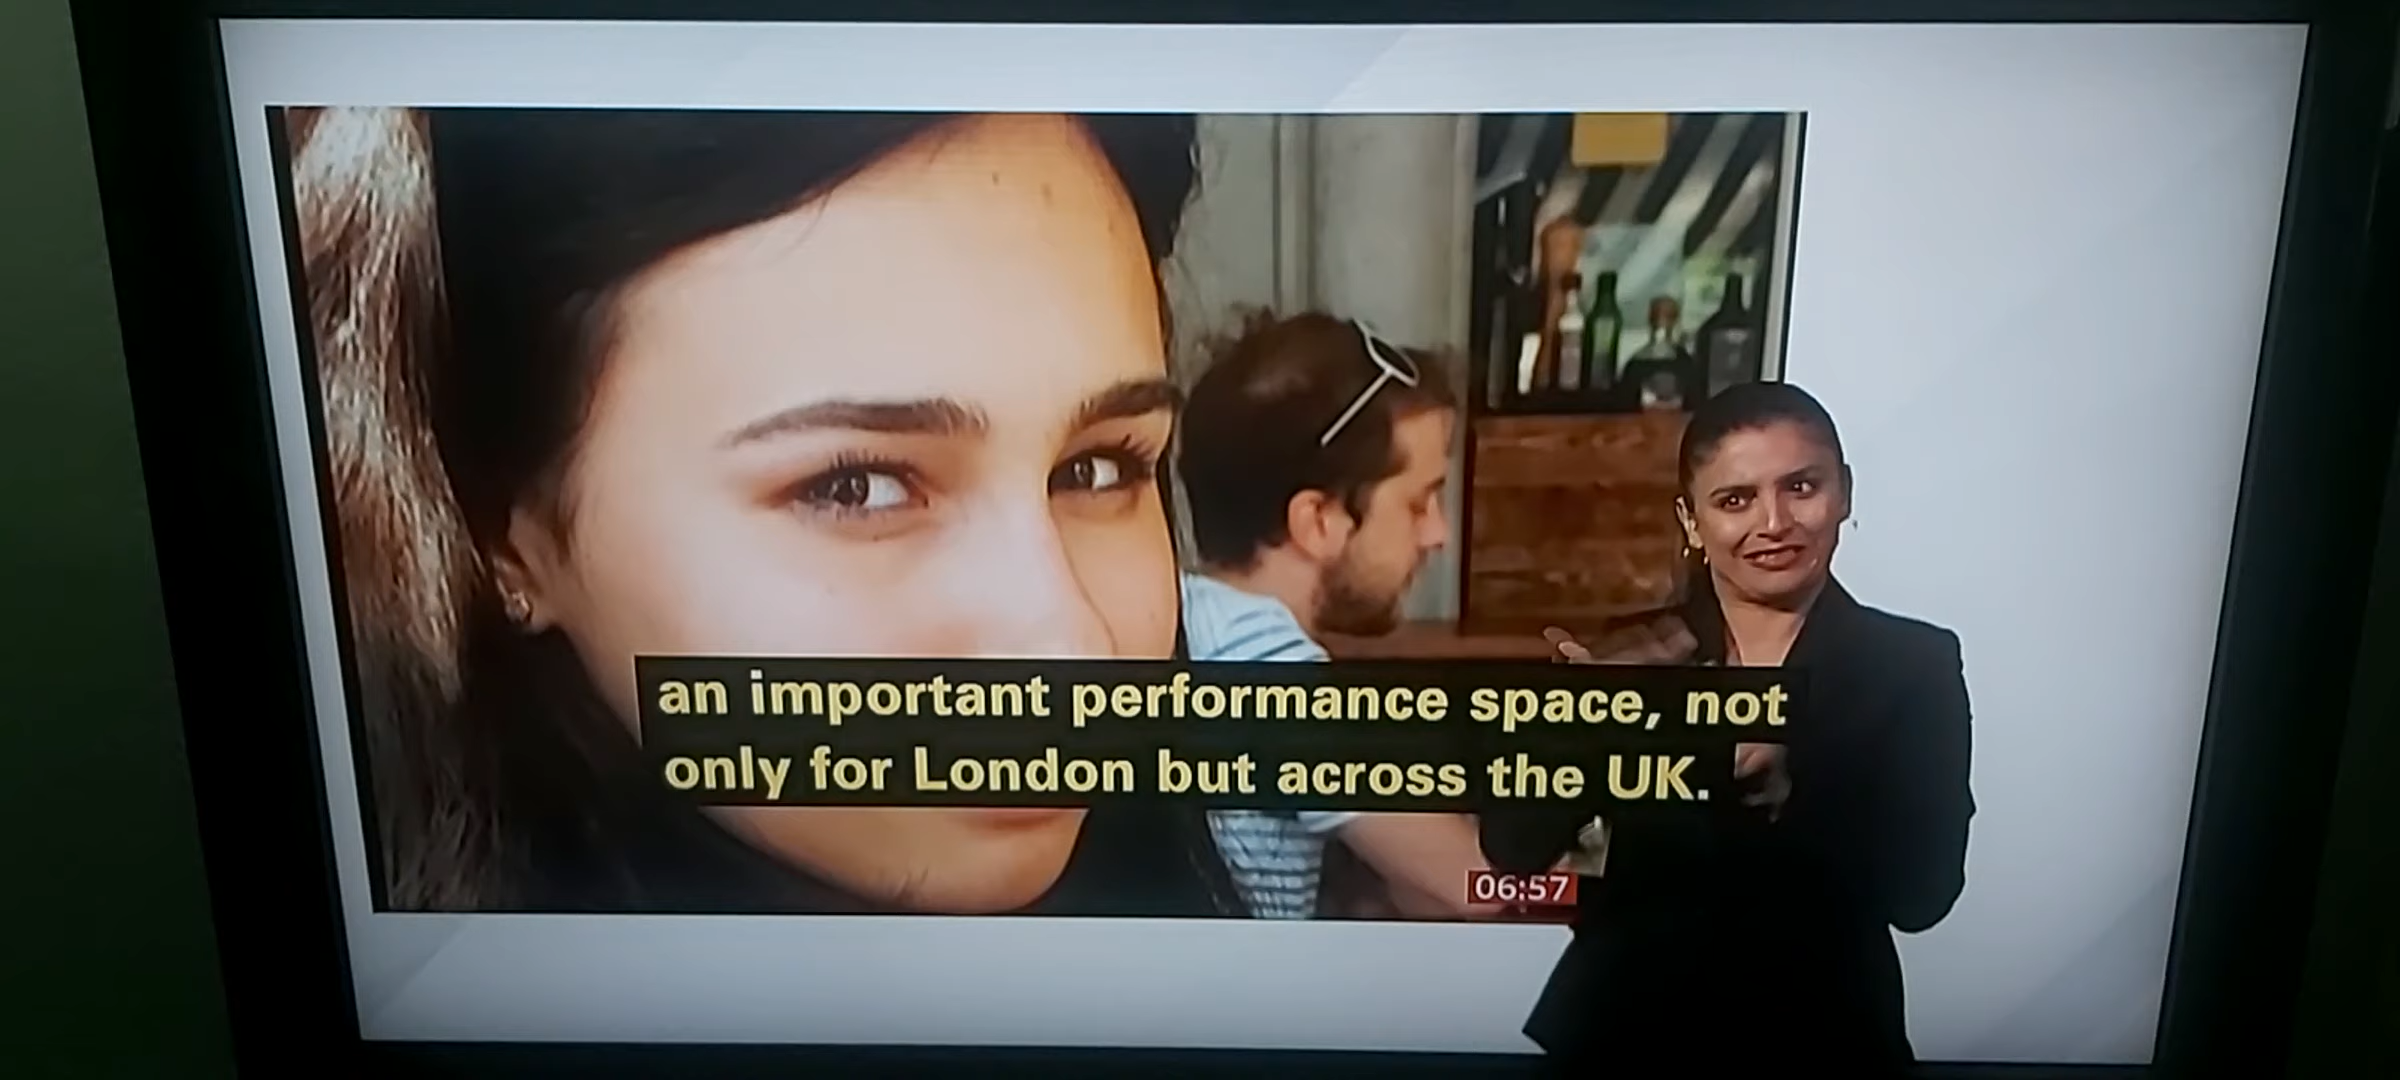 an important performance space, not
only for London but across the UK.
06:57